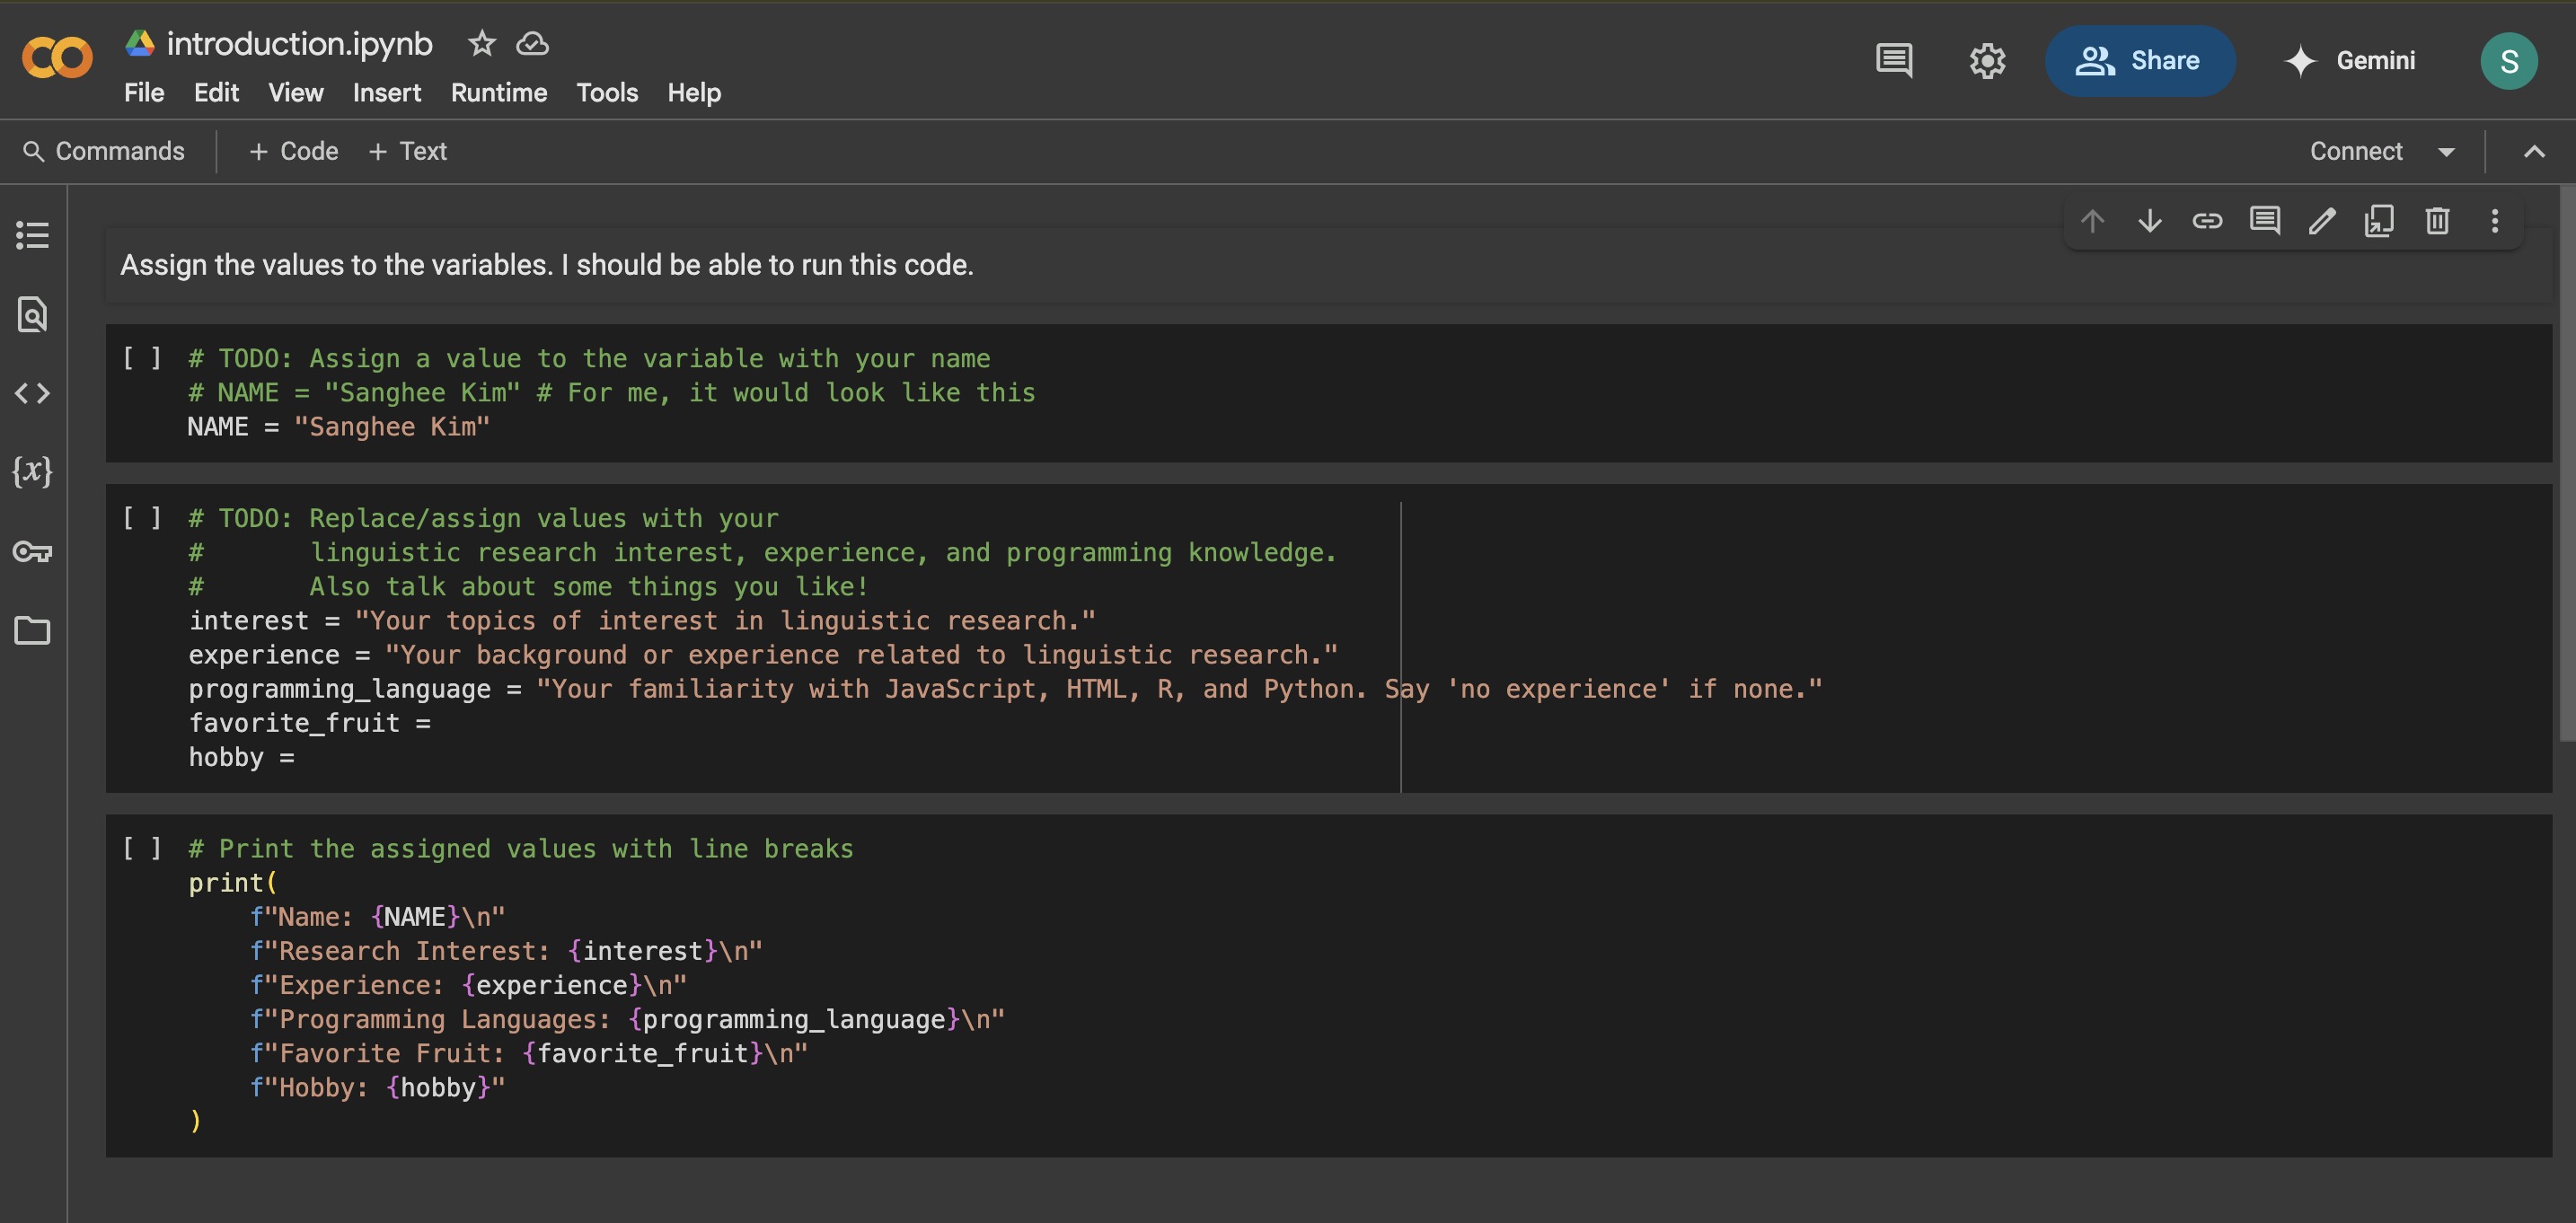 introduction.ipynb
File Edit View Insert Runtime Tools Help
Share
Gemini
S
Commands + Code + Text
Connect
Assign the values to the variables. I should be able to run this code.
[ ] # TODO: Assign a value to the variable with your name
# NAME = "Sanghee Kim" # For me, it would look like this
NAME = "Sanghee Kim"
[ ] # TODO: Replace/assign values with your
#       linguistic research interest, experience, and programming knowledge.
#       Also talk about some things you like!
interest = "Your topics of interest in linguistic research."
experience = "Your background or experience related to linguistic research."
programming_language = "Your familiarity with JavaScript, HTML, R, and Python. Say 'no experience' if none."
favorite_fruit =
hobby =
[ ] # Print the assigned values with line breaks
print(
    f"Name: {NAME}\n"
    f"Research Interest: {interest}\n"
    f"Experience: {experience}\n"
    f"Programming Languages: {programming_language}\n"
    f"Favorite Fruit: {favorite_fruit}\n"
    f"Hobby: {hobby}"
)